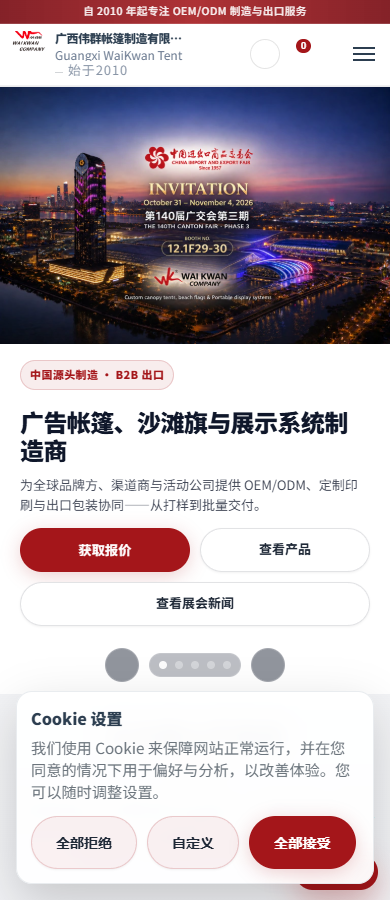 自 2010 年起专注 OEM/ODM 制造与出口服务
WAIKWAN
COMPANY
广西伟群帐篷制造有限…
Guangxi WaiKwan Tent
— 始于2010
0
中国进出口商品交易会
Since 1957
INVITATION
October 31 – November 4, 2026
第140届广交会第三期
THE 140TH CANTON FAIR · PHASE 3
BOOTH NO
12.1F29-30
WAI KWAN
COMPANY
Custom canopy tents, beach flags & Portable display systems
中国源头制造 · B2B 出口
广告帐篷、沙滩旗与展示系统制
造商
为全球品牌方、渠道商与活动公司提供 OEM/ODM、定制印
刷与出口包装协同——从打样到批量交付。
获取报价
查看产品
查看展会新闻
Cookie 设置
我们使用 Cookie 来保障网站正常运行，并在您
同意的情况下用于偏好与分析，以改善体验。您
可以随时调整设置。
全部拒绝
自定义
全部接受